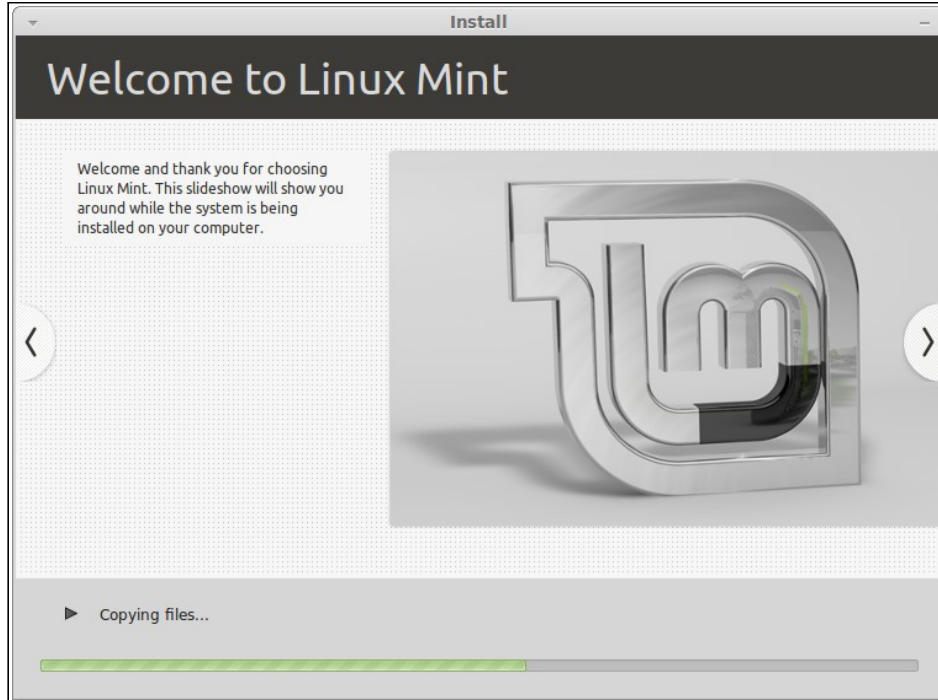 Install
Welcome to Linux Mint
Welcome and thank you for choosing
Linux Mint. This slideshow will show you
around while the system is being
installed on your computer.
Copying files...